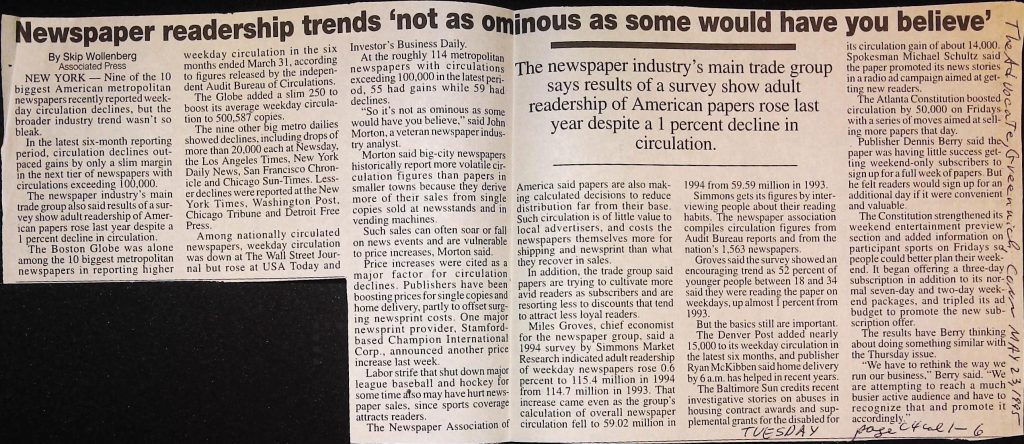 Newspaper readership trends ‘not as ominous as some would have you believe’
By Skip Wollenberg
Associated Press
NEW YORK — Nine of the 10
biggest American metropolitan
newspapers recently reported week-
day circulation declines, but the
broader industry trend wasn't so
bleak.
In the latest six-month reporting
period, circulation declines out-
paced gains by only a slim margin
in the next tier of newspapers with
circulations exceeding 100,000.
The newspaper industry's main
trade group also said results of a sur-
vey show adult readership of Amer-
ican papers rose last year despite a
1 percent decline in circulation.
The Boston Globe was alone
among the 10 biggest metropolitan
newspapers in reporting higher
weekday circulation in the six
months ended March 31, according
to figures released by the indepen-
dent Audit Bureau of Circulations.
The Globe added a slim 250 to
boost its average weekday circula-
tion to 500,587 copies.
The nine other big metro dailies
showed declines, including drops of
more than 20,000 each at Newsday,
the Los Angeles Times, New York
Daily News, San Francisco Chron-
icle and Chicago Sun-Times. Less-
er declines were reported at the New
York Times, Washington Post,
Chicago Tribune and Detroit Free
Press.
Among nationally circulated
newspapers, weekday circulation
was down at The Wall Street Jour-
nal but rose at USA Today and
Investor's Business Daily.
At the roughly 114 metropolitan
newspapers with circulations
exceeding 100,000 in the latest peri-
od, 55 had gains while 59 had
declines.
"So it's not as ominous as some
would have you believe," said John
Morton, a veteran newspaper indus-
try analyst.
Morton said big-city newspapers
historically report more volatile cir-
culation figures than papers in
smaller towns because they derive
more of their sales from single
copies sold at newsstands and in
vending machines.
Such sales can often soar or fall
on news events and are vulnerable
to price increases, Morton said.
Price increases were cited as a
major factor for circulation
declines. Publishers have been
boosting prices for single copies and
home delivery, partly to offset surg-
ing newsprint costs. One major
newsprint provider, Stamford-
based Champion International
Corp., announced another price
increase last week.
Labor strife that shut down major
league baseball and hockey for
some time also may have hurt news-
paper sales, since sports coverage
attracts readers.
The Newspaper Association of
The newspaper industry's main trade group
says results of a survey show adult
readership of American papers rose last
year despite a 1 percent decline in
circulation.
America said papers are also mak-
ing calculated decisions to reduce
distribution far from their base.
Such circulation is of little value to
local advertisers, and costs the
newspapers themselves more for
shipping and newsprint than what
they recover in sales.
In addition, the trade group said
papers are trying to cultivate more
avid readers as subscribers and are
resorting less to discounts that tend
to attract less loyal readers.
Miles Groves, chief economist
for the newspaper group, said a
1994 survey by Simmons Market
Research indicated adult readership
of weekday newspapers rose 0.6
percent to 115.4 million in 1994
from 114.7 million in 1993. That
increase came even as the group's
calculation of overall newspaper
circulation fell to 59.02 million in
1994 from 59.59 million in 1993.
Simmons gets its figures by inter-
viewing people about their reading
habits. The newspaper association
compiles circulation figures from
Audit Bureau reports and from the
nation's 1,563 newspapers.
Groves said the survey showed an
encouraging trend as 52 percent of
younger people between 18 and 34
said they were reading the paper on
weekdays, up almost 1 percent from
1993.
But the basics still are important.
The Denver Post added nearly
15,000 to its weekday circulation in
the latest six months, and publisher
Ryan McKibben said home delivery
by 6 a.m. has helped in recent years.
The Baltimore Sun credits recent
investigative stories on abuses in
housing contract awards and sup-
plemental grants for the disabled for
its circulation gain of about 14,000.
Spokesman Michael Schultz said
the paper promoted its news stories
in a radio ad campaign aimed at get-
ting new readers.
The Atlanta Constitution boosted
circulation by 50,000 on Fridays
with a series of moves aimed at sell-
ing more papers that day.
Publisher Dennis Berry said the
paper was having little success get-
ting weekend-only subscribers to
sign up for a full week of papers. But
he felt readers would sign up for an
additional day if it were convenient
and valuable.
The Constitution strengthened its
weekend entertainment preview
section and added information on
participant sports on Fridays so
people could better plan their week-
end. It began offering a three-day
subscription in addition to its nor-
mal seven-day and two-day week-
end packages, and tripled its ad
budget to promote the new sub-
scription offer.
The results have Berry thinking
about doing something similar with
the Thursday issue.
"We have to rethink the way we
run our business," Berry said. "We
are attempting to reach a much
busier active audience and have to
recognize that and promote it
accordingly."
The Advocate, Greenwich Conn MAY 23, 1995
TUESDAY
page C4 col 1-6